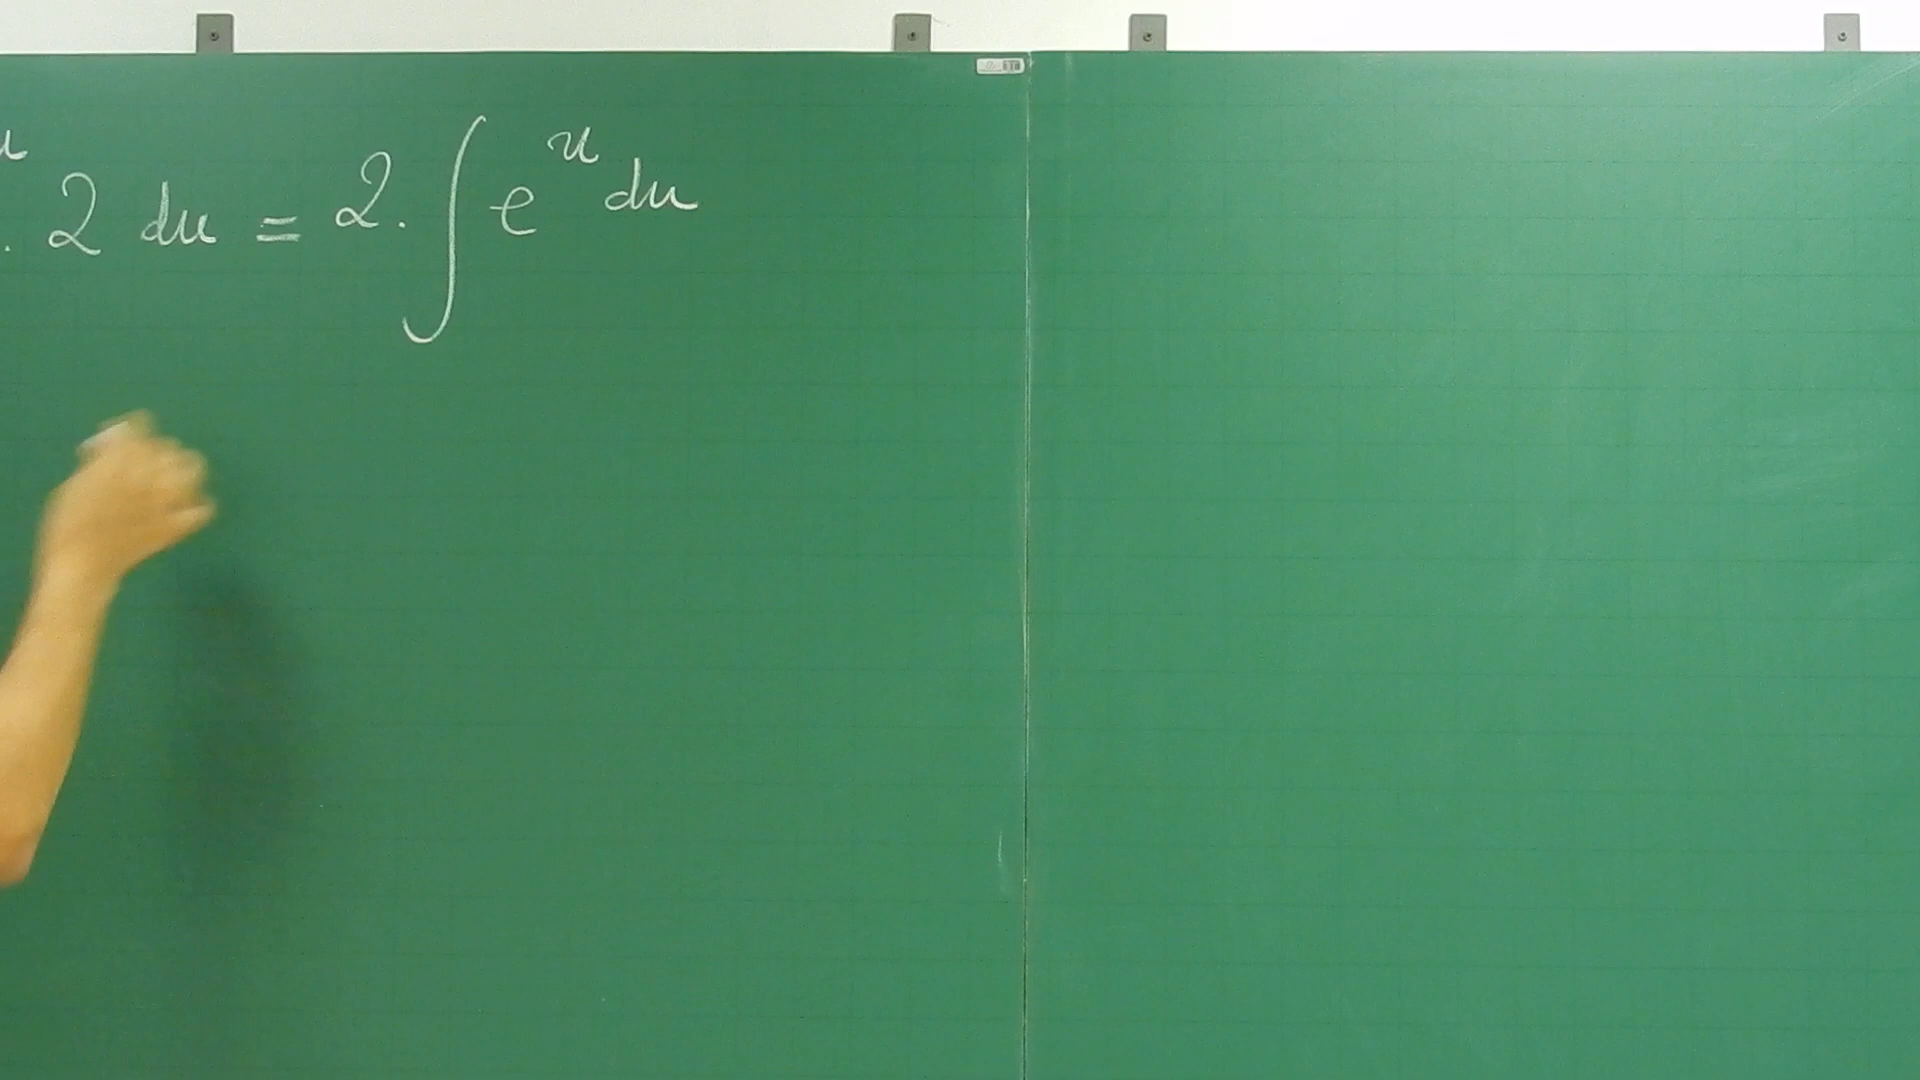 u . 2 du = 2 . ∫ e^u du